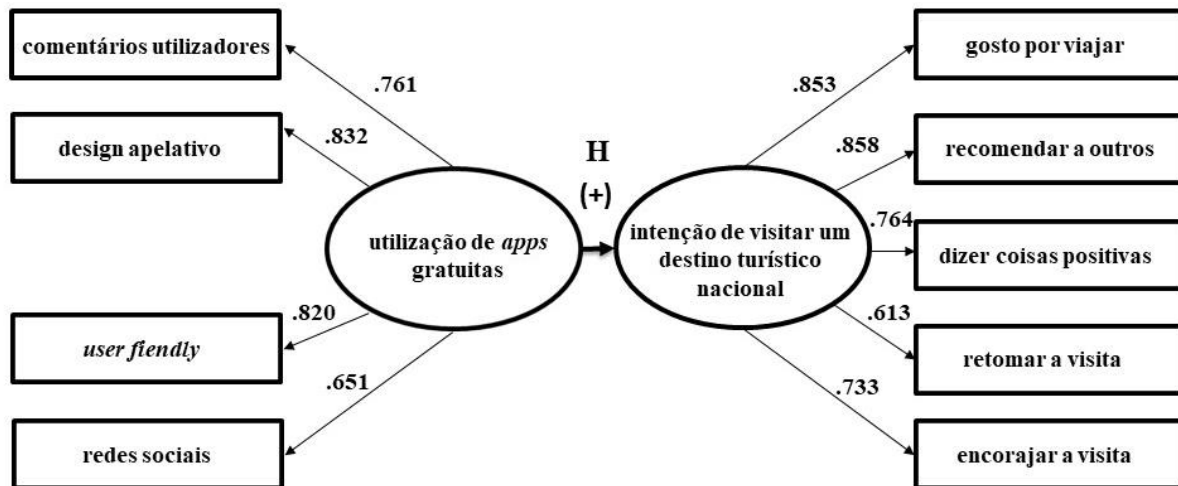 comentários utilizadores
.761
design apelativo
.832
utilização de apps
gratuitas
.820
user fiendly
.651
redes sociais
H
(+)
intenção de visitar um
destino turístico
nacional
.853
gosto por viajar
.858
recomendar a outros
.764
dizer coisas positivas
.613
retomar a visita
.733
encorajar a visita